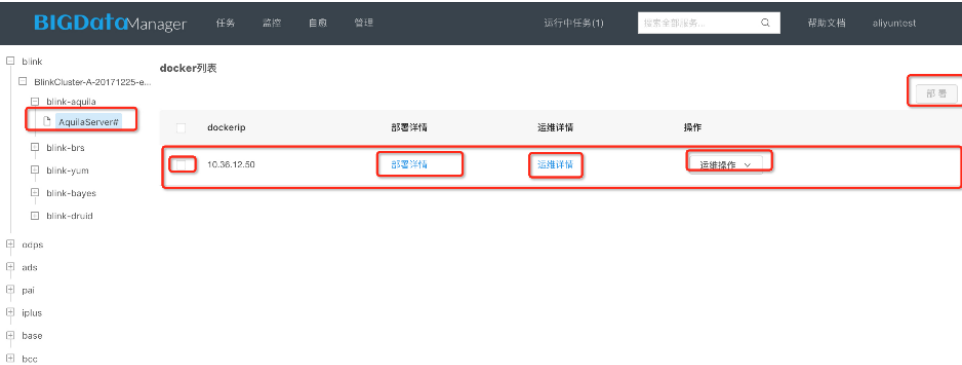 BIGDataManager 任务 监控 自愈 管理 运行中任务(1) 搜索全部服务... 帮助文档 aliyuntest
blink
docker列表
BlinkCluster-A-20171225-e...
部署
blink-aquila
AquilaServer#
dockerip 部署详情 运维详情 操作
blink-brs
10.36.12.50 部署详情 运维详情 运维操作
blink-yum
blink-bayes
blink-druid
odps
ads
pai
iplus
base
bcc